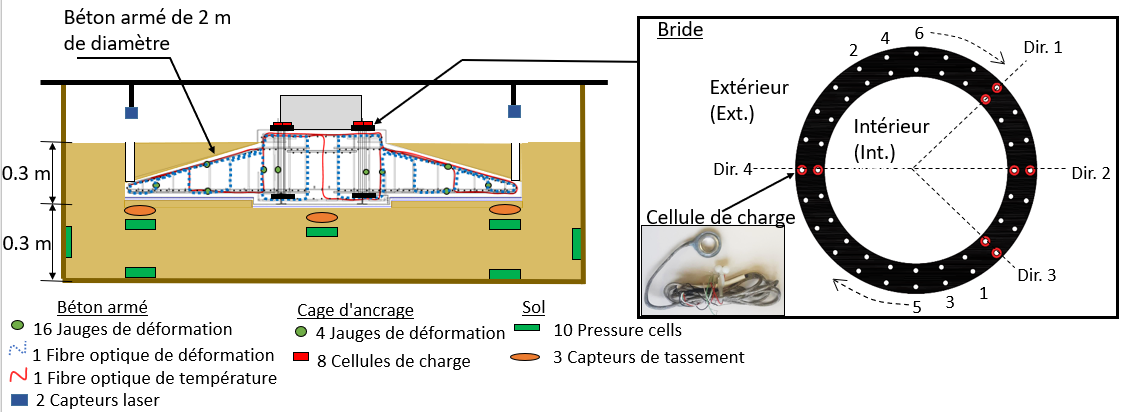 Béton armé de 2 m
de diamètre
0.3 m
0.3 m
Béton armé
16 Jauges de déformation
1 Fibre optique de déformation
1 Fibre optique de température
2 Capteurs laser
Cage d'ancrage
4 Jauges de déformation
8 Cellules de charge
Sol
10 Pressure cells
3 Capteurs de tassement
Bride
Extérieur
(Ext.)
Intérieur
(Int.)
2
4
6
Dir. 1
Dir. 2
Dir. 3
Dir. 4
Cellule de charge
5
3
1